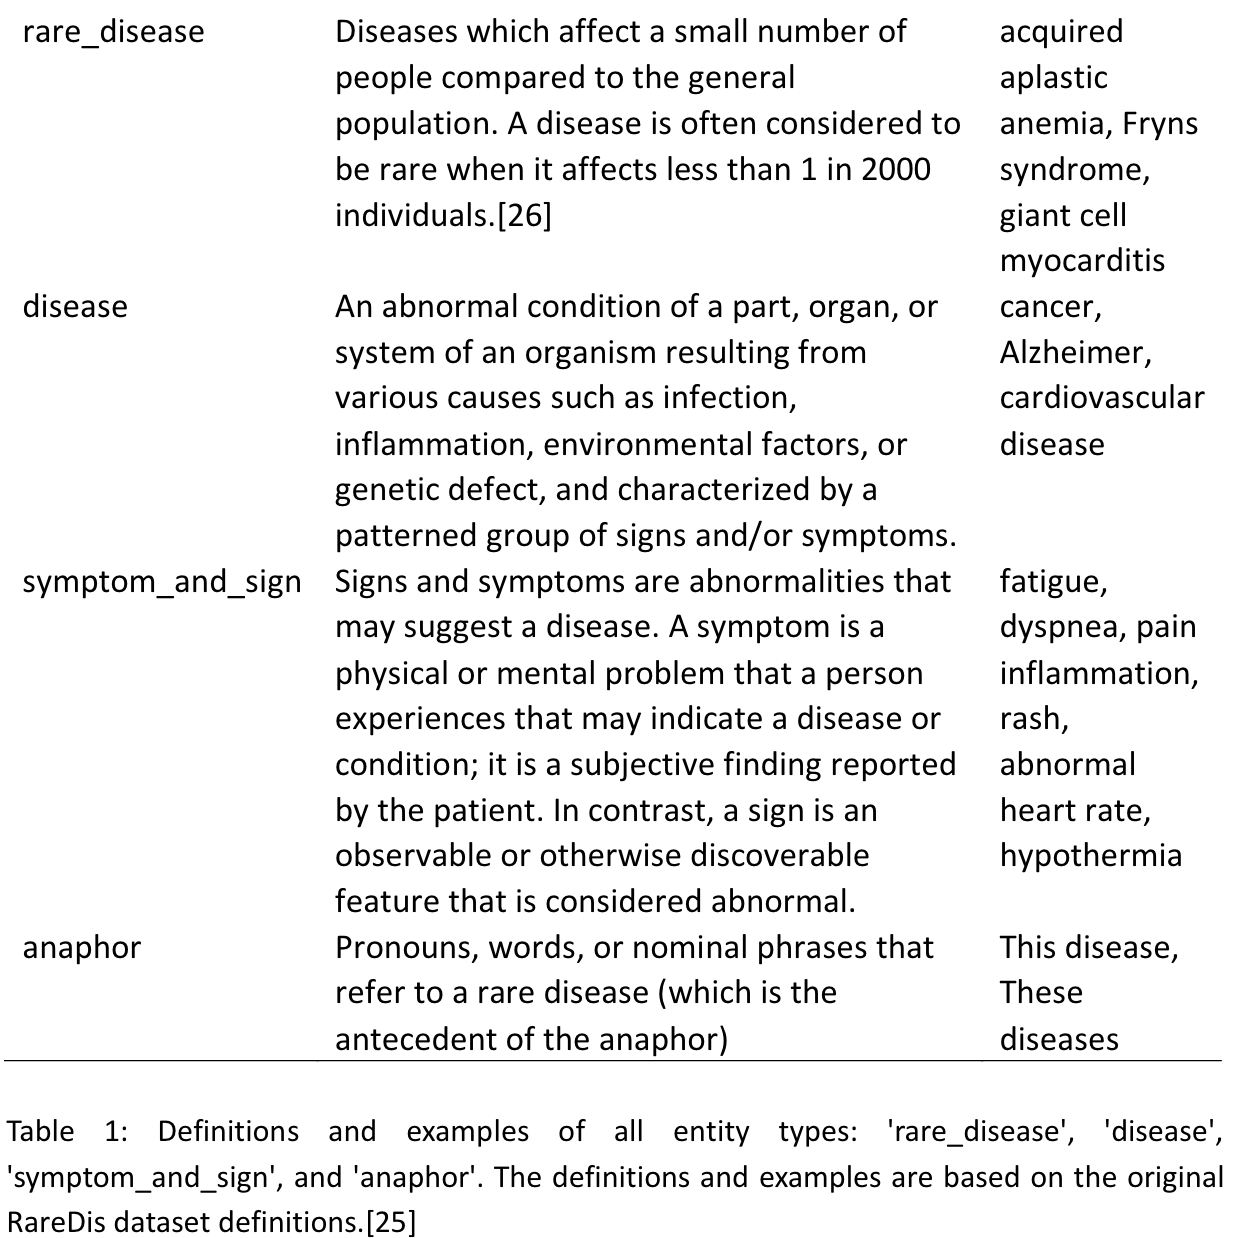 rare_disease Diseases which affect a small number of acquired
people compared to the general aplastic
population. A disease is often considered to anemia, Fryns
be rare when it affects less than 1 in 2000 syndrome,
individuals.[26] giant cell
myocarditis
disease An abnormal condition of a part, organ, or cancer,
system of an organism resulting from Alzheimer,
various causes such as infection, cardiovascular
inflammation, environmental factors, or disease
genetic defect, and characterized by a
patterned group of signs and/or symptoms.
symptom_and_sign Signs and symptoms are abnormalities that fatigue,
may suggest a disease. A symptom is a dyspnea, pain
physical or mental problem that a person inflammation,
experiences that may indicate a disease or rash,
condition; it is a subjective finding reported abnormal
by the patient. In contrast, a sign is an heart rate,
observable or otherwise discoverable hypothermia
feature that is considered abnormal.
anaphor Pronouns, words, or nominal phrases that This disease,
refer to a rare disease (which is the These
antecedent of the anaphor) diseases
Table 1: Definitions and examples of all entity types: 'rare_disease', 'disease',
'symptom_and_sign', and 'anaphor'. The definitions and examples are based on the original
RareDis dataset definitions.[25]